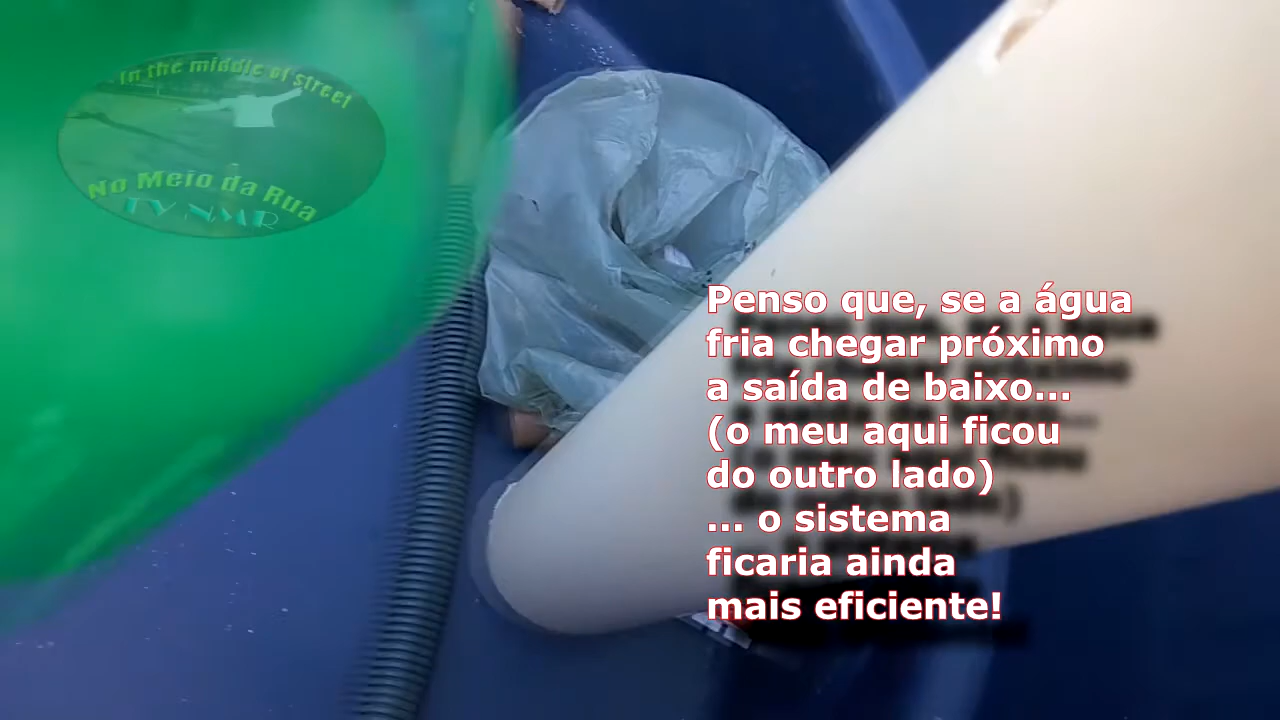 In the middle of street
No Meio da Rua
TV NMR
Penso que, se a água
fria chegar próximo
a saída de baixo...
(o meu aqui ficou
do outro lado)
... o sistema
ficaria ainda
mais eficiente!